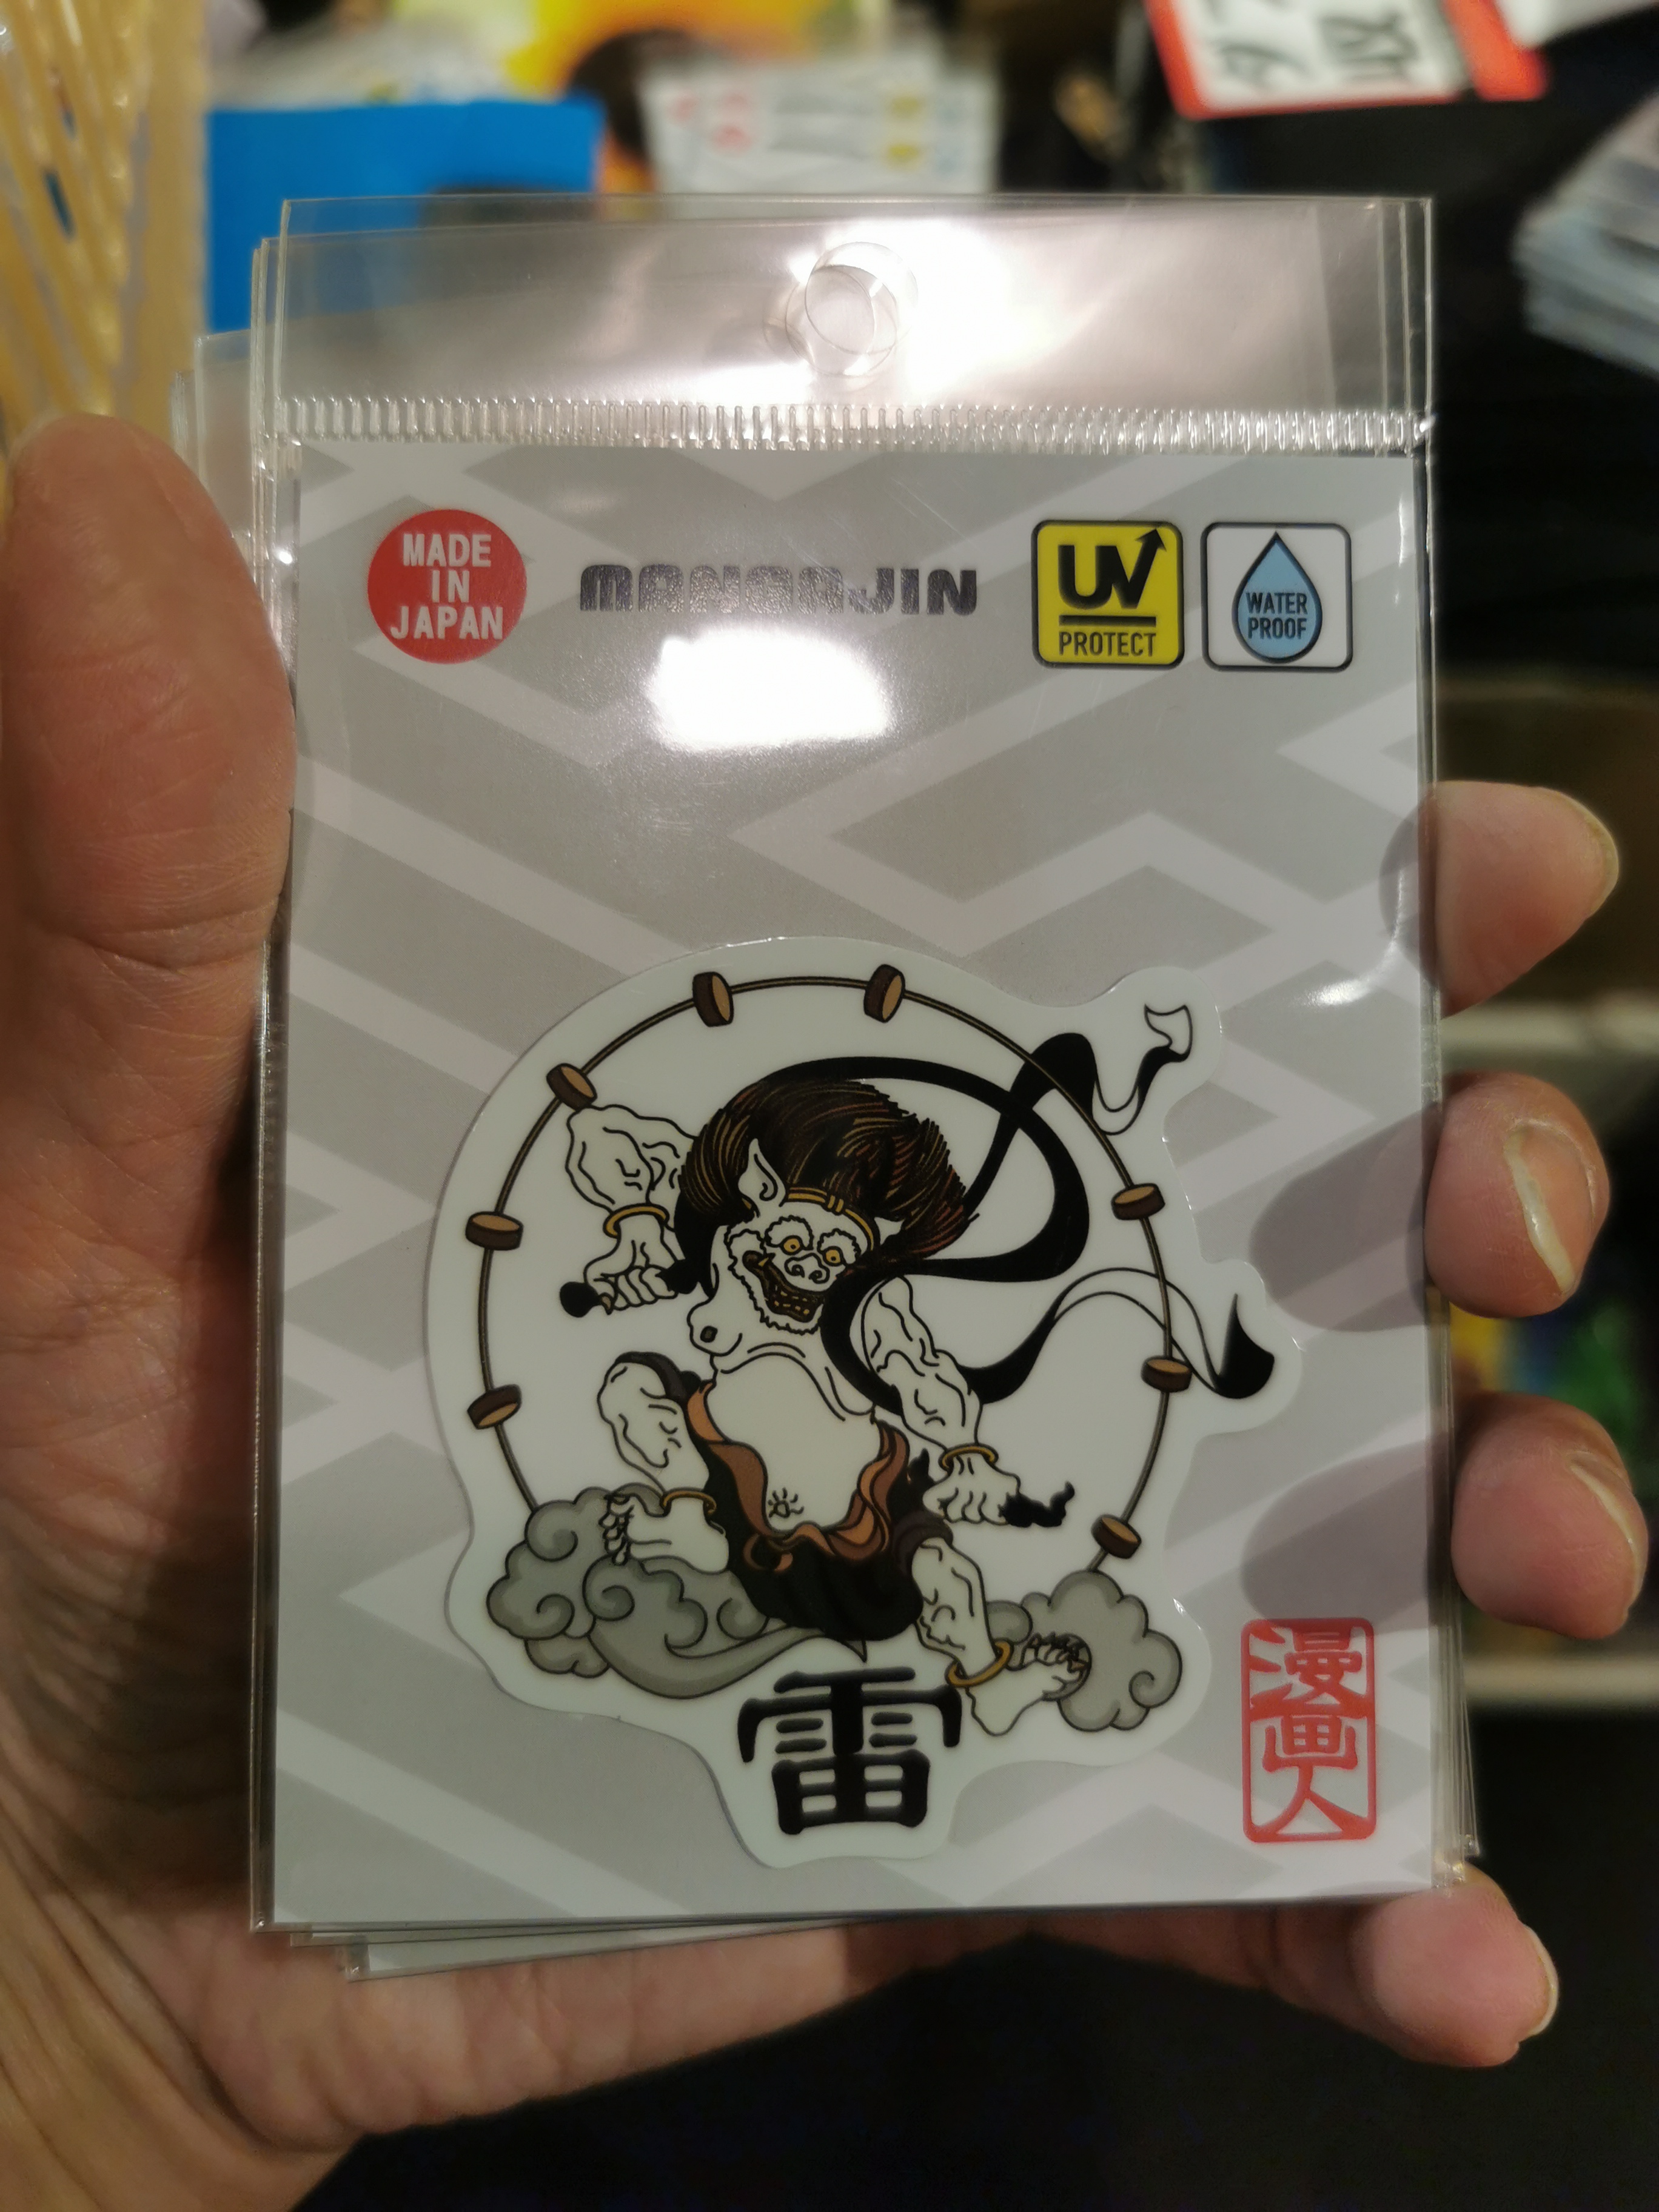 MADE
IN
JAPAN
MANGAJIN
UV
PROTECT
WATER
PROOF
雷
漫画人